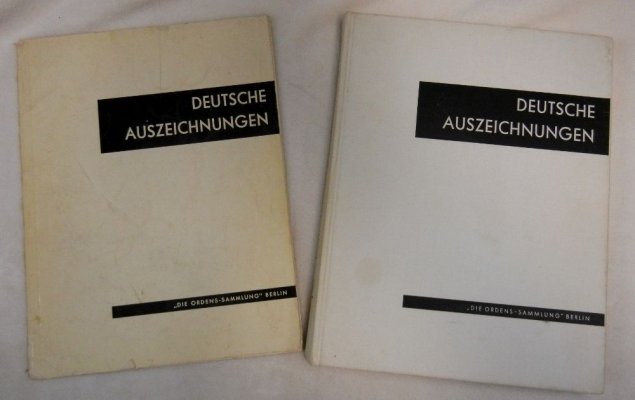 DEUTSCHE
AUSZEICHNUNGEN
„DIE ORDENS-SAMMLUNG" BERLIN
DEUTSCHE
AUSZEICHNUNGEN
„DIE ORDENS-SAMMLUNG" BERLIN